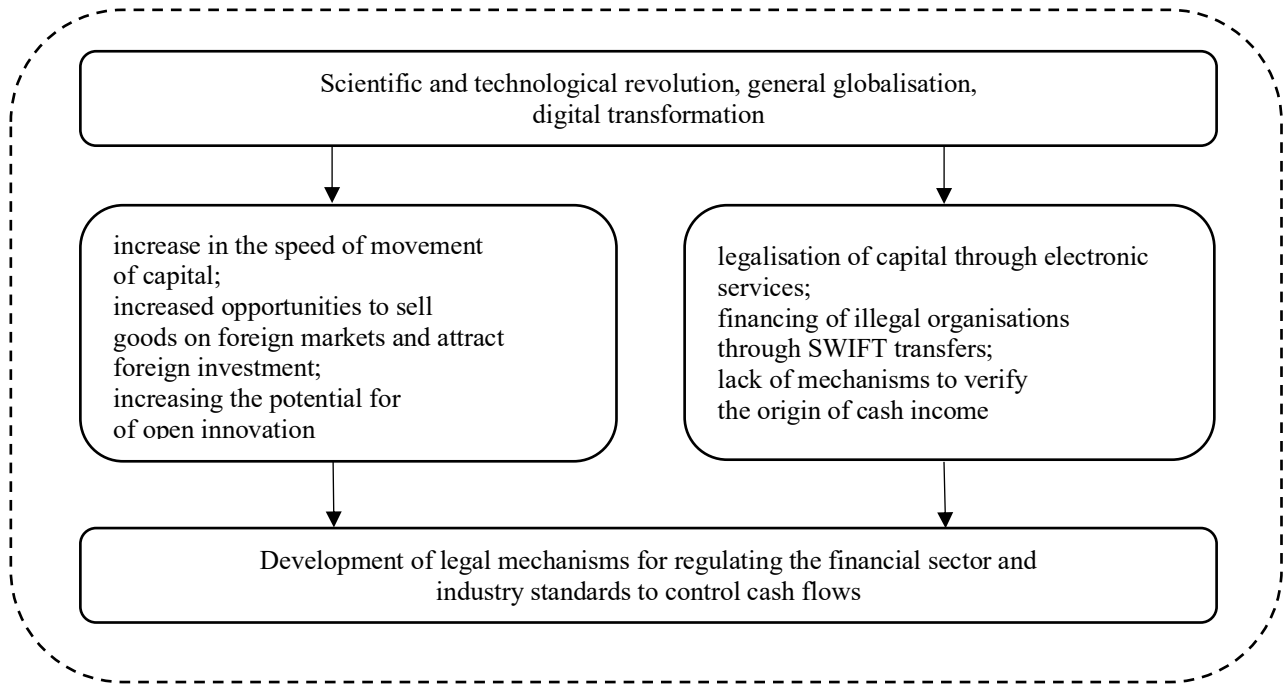 Scientific and technological revolution, general globalisation,
digital transformation
increase in the speed of movement
of capital;
increased opportunities to sell
goods on foreign markets and attract
foreign investment;
increasing the potential for
of open innovation
legalisation of capital through electronic
services;
financing of illegal organisations
through SWIFT transfers;
lack of mechanisms to verify
the origin of cash income
Development of legal mechanisms for regulating the financial sector and
industry standards to control cash flows